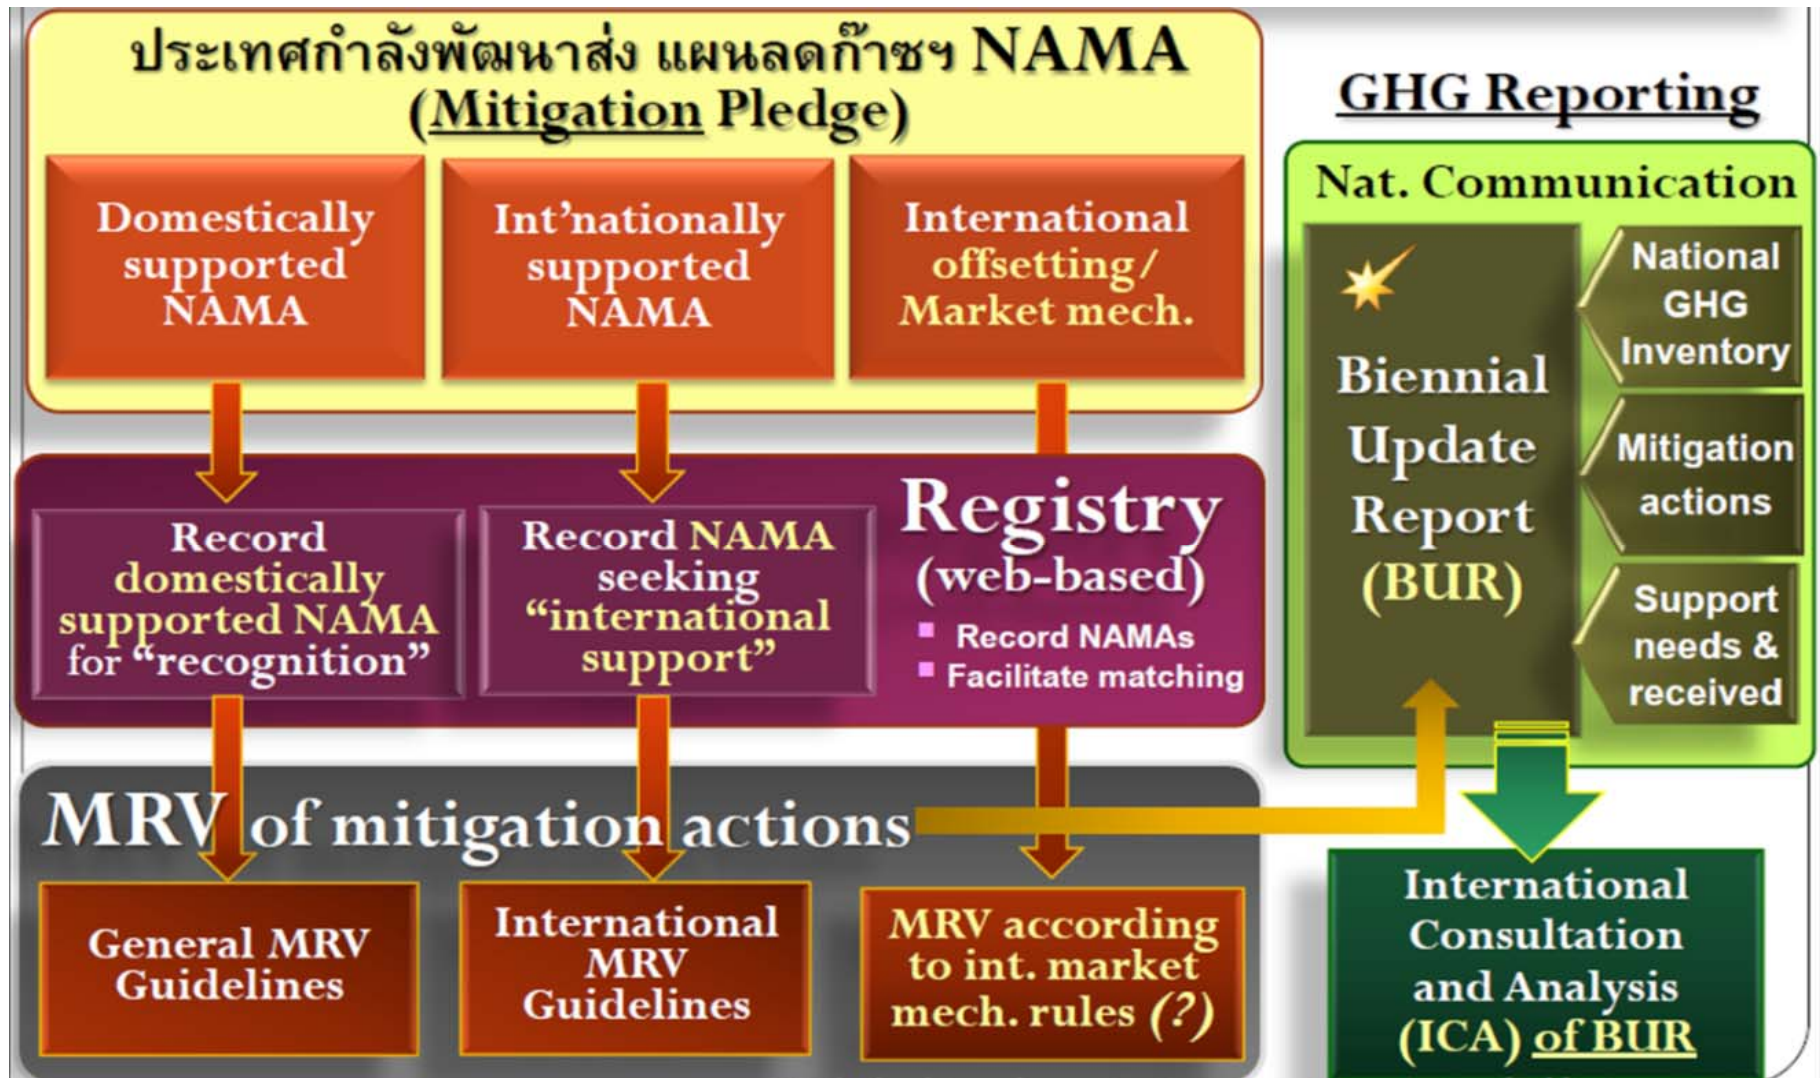 ประเทศกำลังพัฒนาส่ง แผนลดก๊าซฯ NAMA
(Mitigation Pledge)
Domestically
supported
NAMA
Int'nationally
supported
NAMA
International
offsetting/
Market mech.
Record
domestically
supported NAMA
for “recognition”
Record NAMA
seeking
“international
support”
Registry
(web-based)
▪ Record NAMAs
▪ Facilitate matching
MRV of mitigation actions
General MRV
Guidelines
International
MRV
Guidelines
MRV according
to int. market
mech. rules (?)
GHG Reporting
Nat. Communication
Biennial
Update
Report
(BUR)
National
GHG
Inventory
Mitigation
actions
Support
needs &
received
International
Consultation
and Analysis
(ICA) of BUR